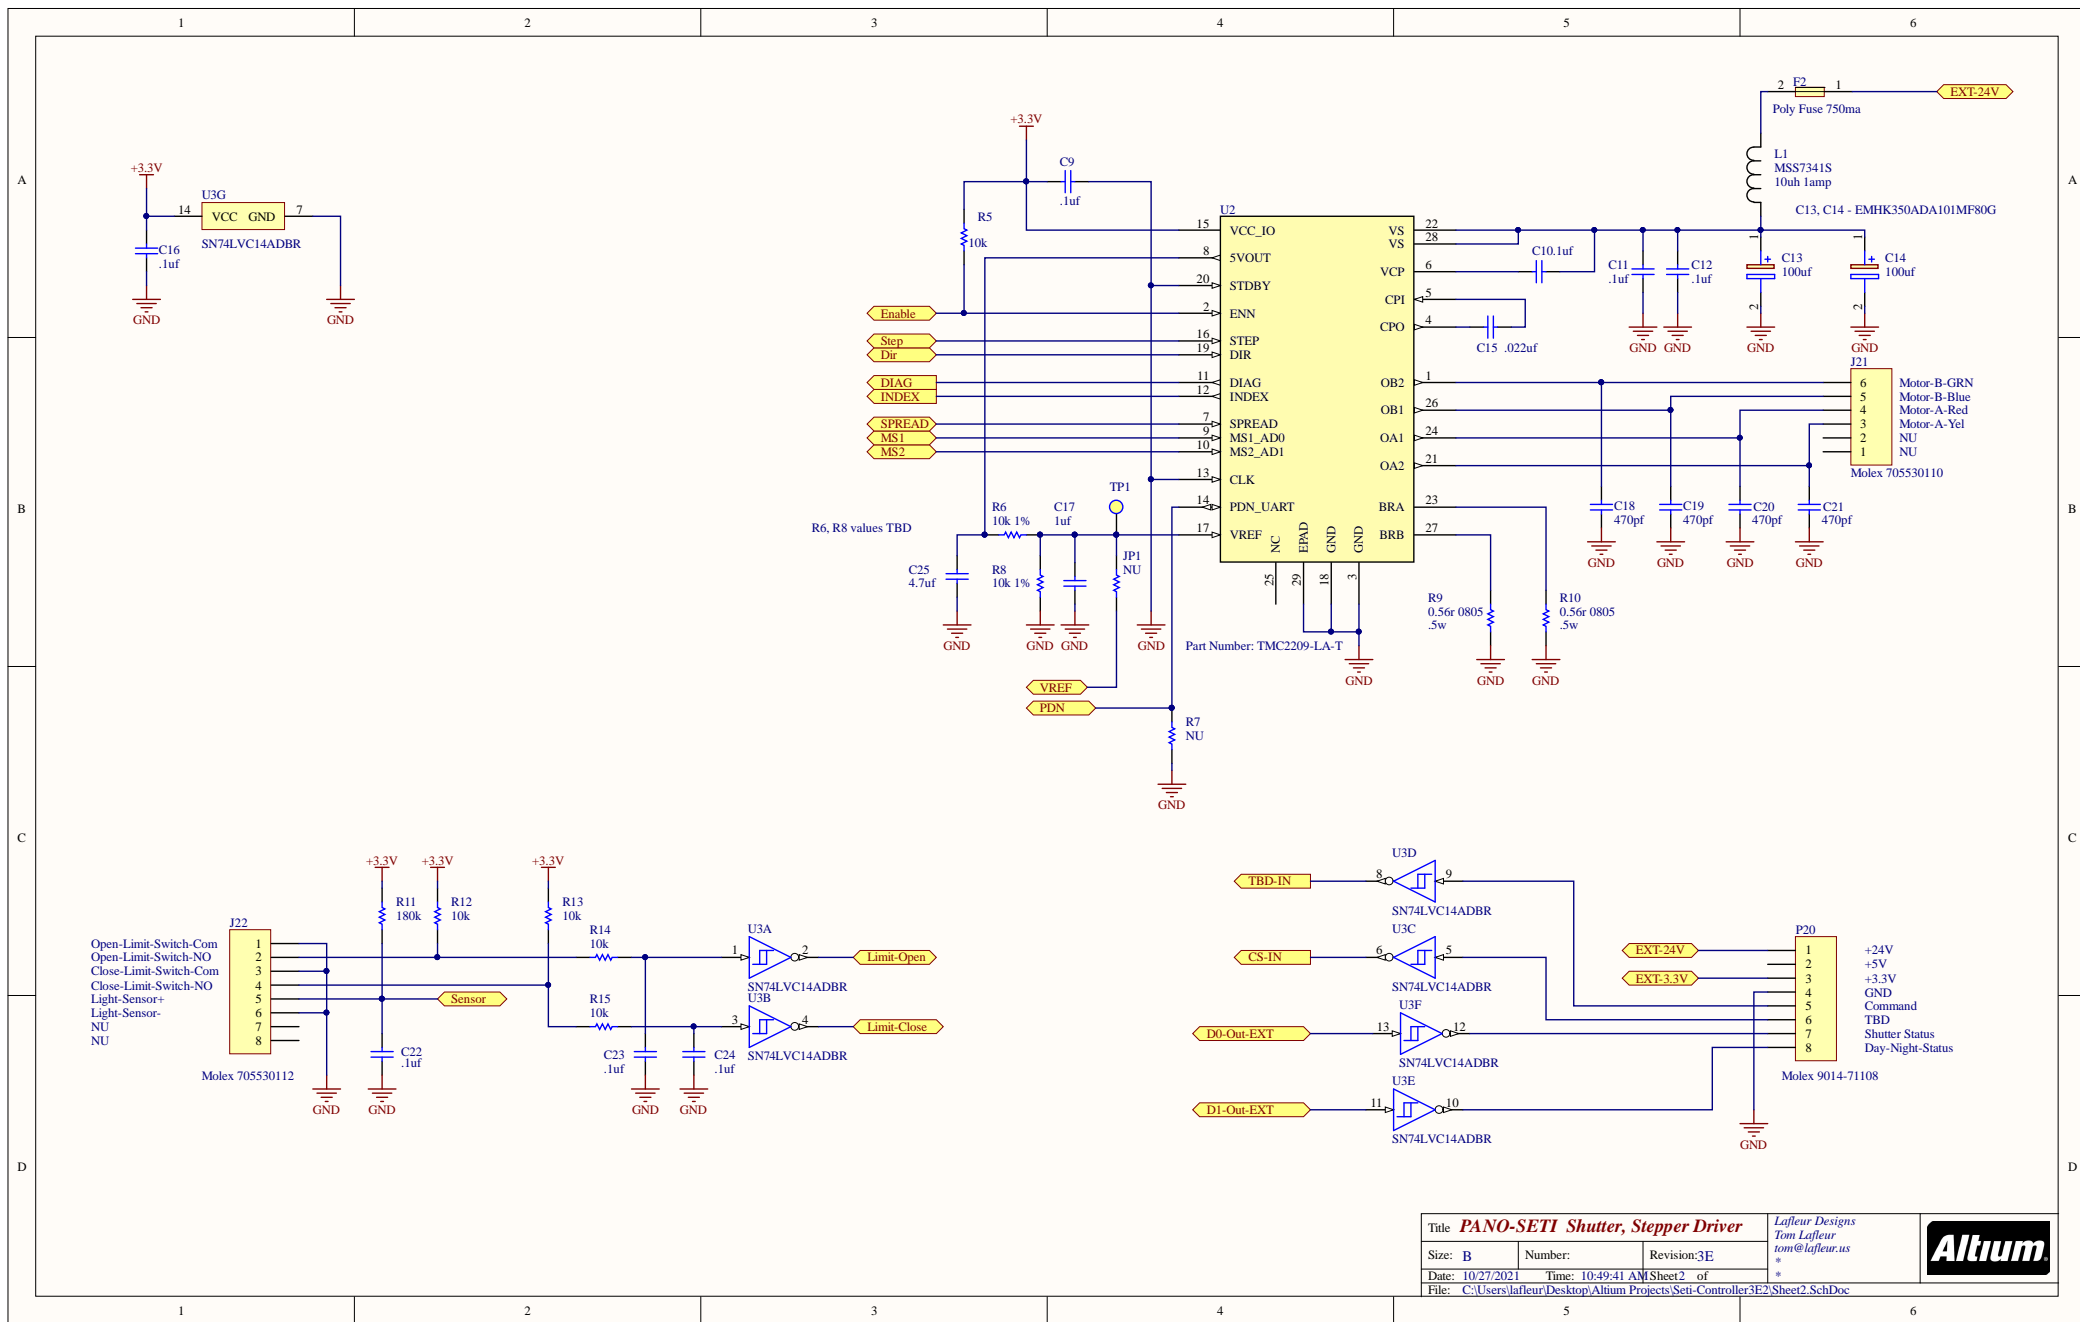 1 2 3 4 5 6
A
B
C
D
A
B
C
D
+3.3V
U3G
14 VCC GND 7
SN74LVC14ADBR
C16
.1uf
GND
GND
+3.3V
C9
.1uf
R5
10k
Enable
Step
Dir
DIAG
INDEX
SPREAD
MS1
MS2
R6, R8 values TBD
R6
10k 1%
C17
1uf
TP1
JP1
NU
C25
4.7uf
R8
10k 1%
GND
GND
GND
GND
VREF
PDN
R7
NU
GND
U2
15 VCC_IO
8 5VOUT
20 STDBY
2 ENN
16 STEP
19 DIR
11 DIAG
12 INDEX
7 SPREAD
9 MS1_AD0
10 MS2_AD1
13 CLK
14 PDN_UART
17 VREF
VS 22
VS 28
VCP 6
CPI 5
CPO 4
OB2 1
OB1 26
OA1 24
OA2 21
BRA 23
BRB 27
NC
EPAD
GND
GND
25
29
18
3
Part Number: TMC2209-LA-T
GND
2 F2 1
EXT-24V
Poly Fuse 750ma
L1
MSS7341S
10uh 1amp
C13, C14 - EMHK350ADA101MF80G
C10 .1uf
C15 .022uf
C11
.1uf
C12
.1uf
1
+
C13
100uf
2
1
+
C14
100uf
2
GND
GND
GND
GND
J21
6 Motor-B-GRN
5 Motor-B-Blue
4 Motor-A-Red
3 Motor-A-Yel
2 NU
1 NU
Molex 705530110
C18
470pf
C19
470pf
C20
470pf
C21
470pf
GND
GND
GND
GND
R9
0.56r 0805
.5w
R10
0.56r 0805
.5w
GND
GND
+3.3V
+3.3V
+3.3V
R11
180k
R12
10k
R13
10k
J22
Open-Limit-Switch-Com 1
Open-Limit-Switch-NO 2
Close-Limit-Switch-Com 3
Close-Limit-Switch-NO 4
Light-Sensor+ 5
Light-Sensor- 6
NU 7
NU 8
Molex 705530112
Sensor
R14
10k
R15
10k
C22
.1uf
C23
.1uf
C24
.1uf
GND
GND
GND
GND
U3A
1 2
SN74LVC14ADBR
Limit-Open
U3B
3 4
SN74LVC14ADBR
Limit-Close
U3D
TBD-IN
8 9
SN74LVC14ADBR
U3C
CS-IN
6 5
SN74LVC14ADBR
U3F
D0-Out-EXT
13 12
SN74LVC14ADBR
U3E
D1-Out-EXT
11 10
SN74LVC14ADBR
P20
EXT-24V
EXT-3.3V
1 +24V
2 +5V
3 +3.3V
4 GND
5 Command
6 TBD
7 Shutter Status
8 Day-Night-Status
Molex 9014-71108
GND
Title PANO-SETI Shutter, Stepper Driver
Size: B Number: Revision:3E
Date: 10/27/2021 Time: 10:49:41 AM Sheet2 of
File: C:\Users\lafleur\Desktop\Altium Projects\Seti-Controller3E2\Sheet2.SchDoc
Lafleur Designs
Tom Lafleur
tom@lafleur.us
*
*
Altium
1 2 3 4 5 6